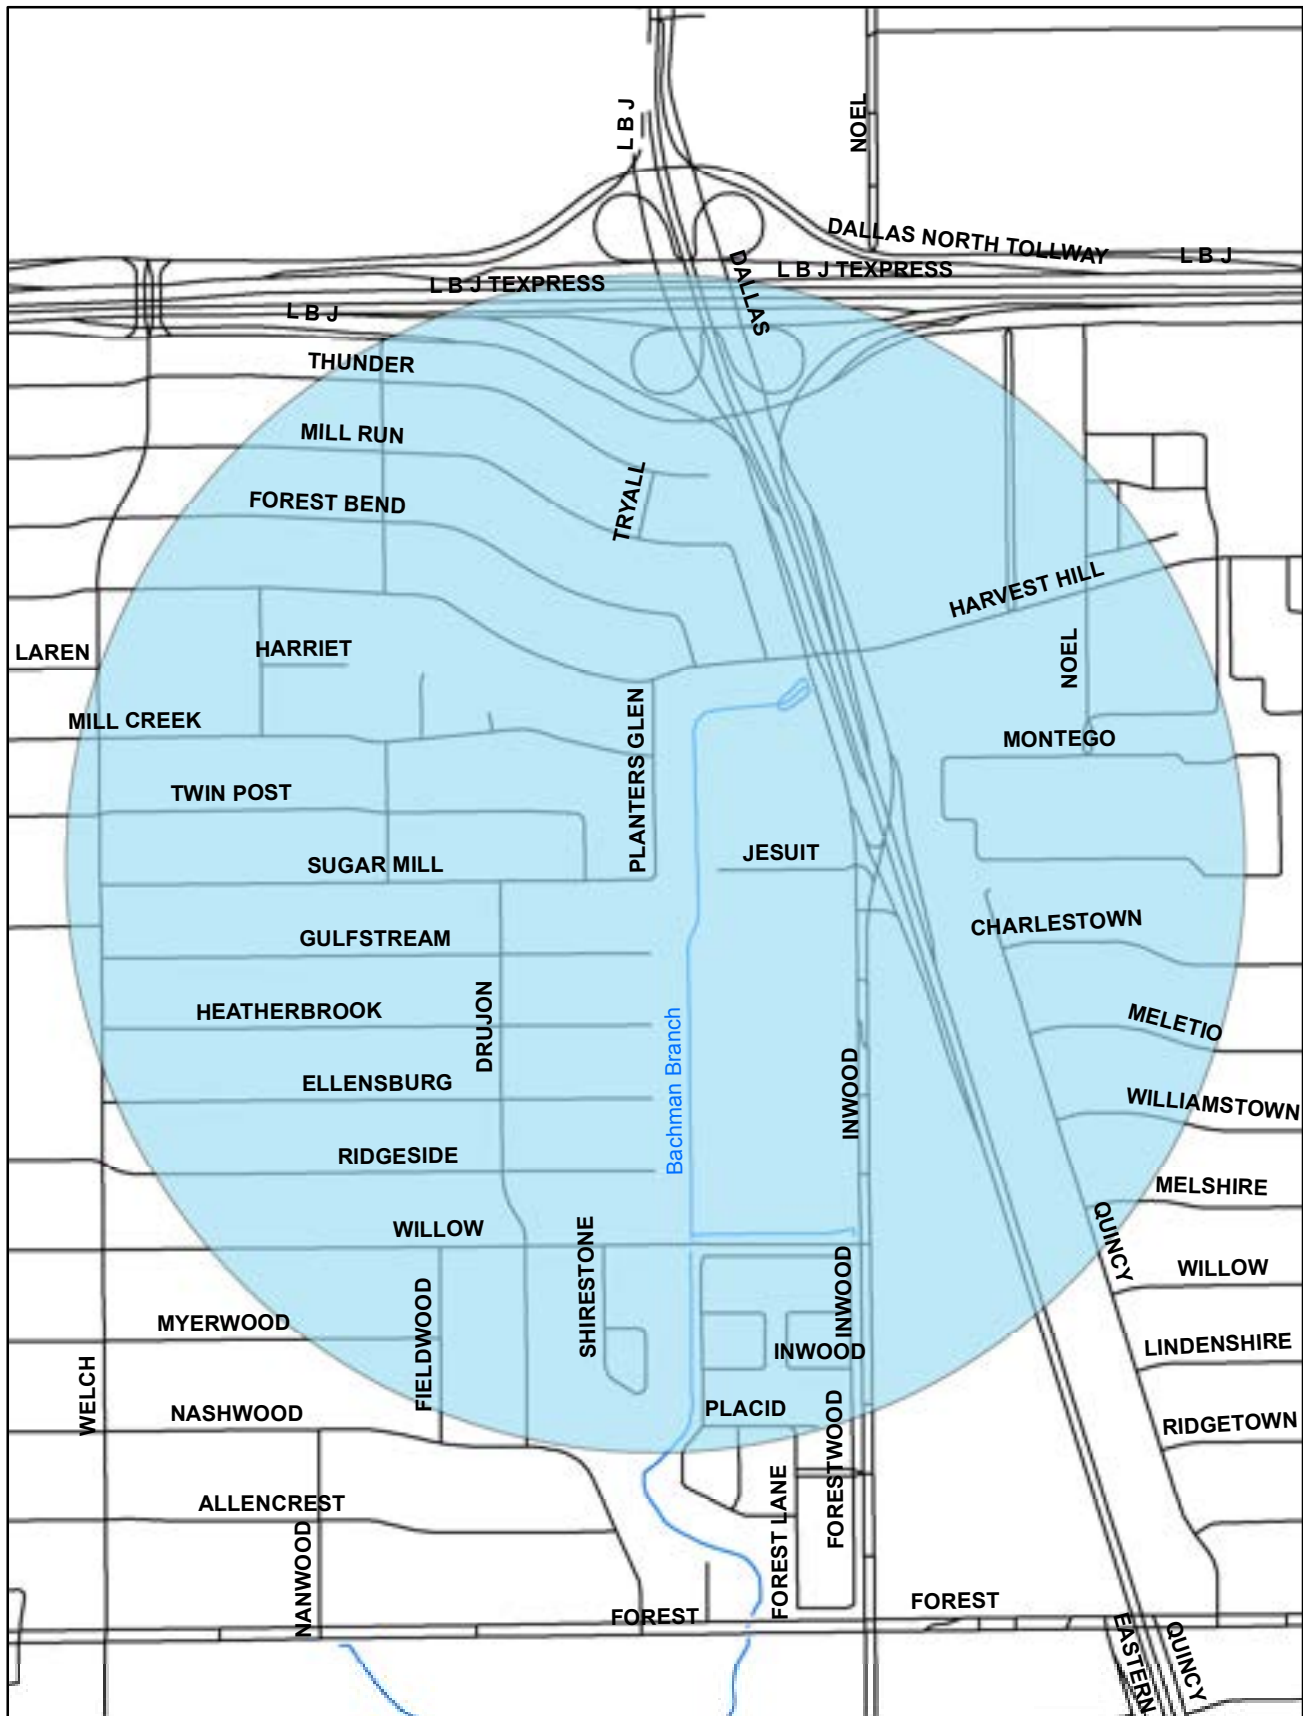 L B J
NOEL
DALLAS NORTH TOLLWAY
L B J
L B J TEXPRESS
L B J TEXPRESS
DALLAS
L B J
THUNDER
MILL RUN
TRYALL
FOREST BEND
HARVEST HILL
LAREN
HARRIET
NOEL
MILL CREEK
PLANTERS GLEN
MONTEGO
TWIN POST
JESUIT
SUGAR MILL
CHARLESTOWN
GULFSTREAM
HEATHERBROOK
DRUJON
MELETIO
Bachman Branch
INWOOD
ELLENSBURG
WILLIAMSTOWN
RIDGESIDE
MELSHIRE
WILLOW
SHIRESTONE
QUINCY
WILLOW
INWOOD
MYERWOOD
FIELDWOOD
INWOOD
LINDENSHIRE
WELCH
NASHWOOD
PLACID
RIDGETOWN
FORESTWOOD
ALLENCREST
FOREST LANE
NANWOOD
FOREST
FOREST
EASTERN
QUINCY